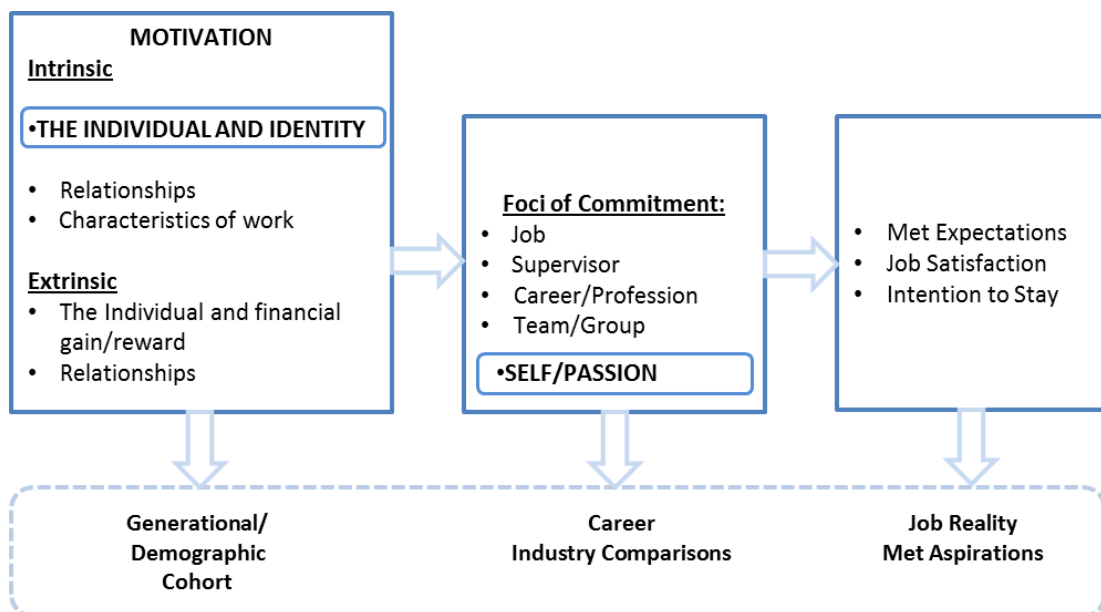 MOTIVATION
Intrinsic
•THE INDIVIDUAL AND IDENTITY
• Relationships
• Characteristics of work
Extrinsic
• The Individual and financial
gain/reward
• Relationships
Foci of Commitment:
• Job
• Supervisor
• Career/Profession
• Team/Group
•SELF/PASSION
• Met Expectations
• Job Satisfaction
• Intention to Stay
Generational/
Demographic
Cohort
Career
Industry Comparisons
Job Reality
Met Aspirations